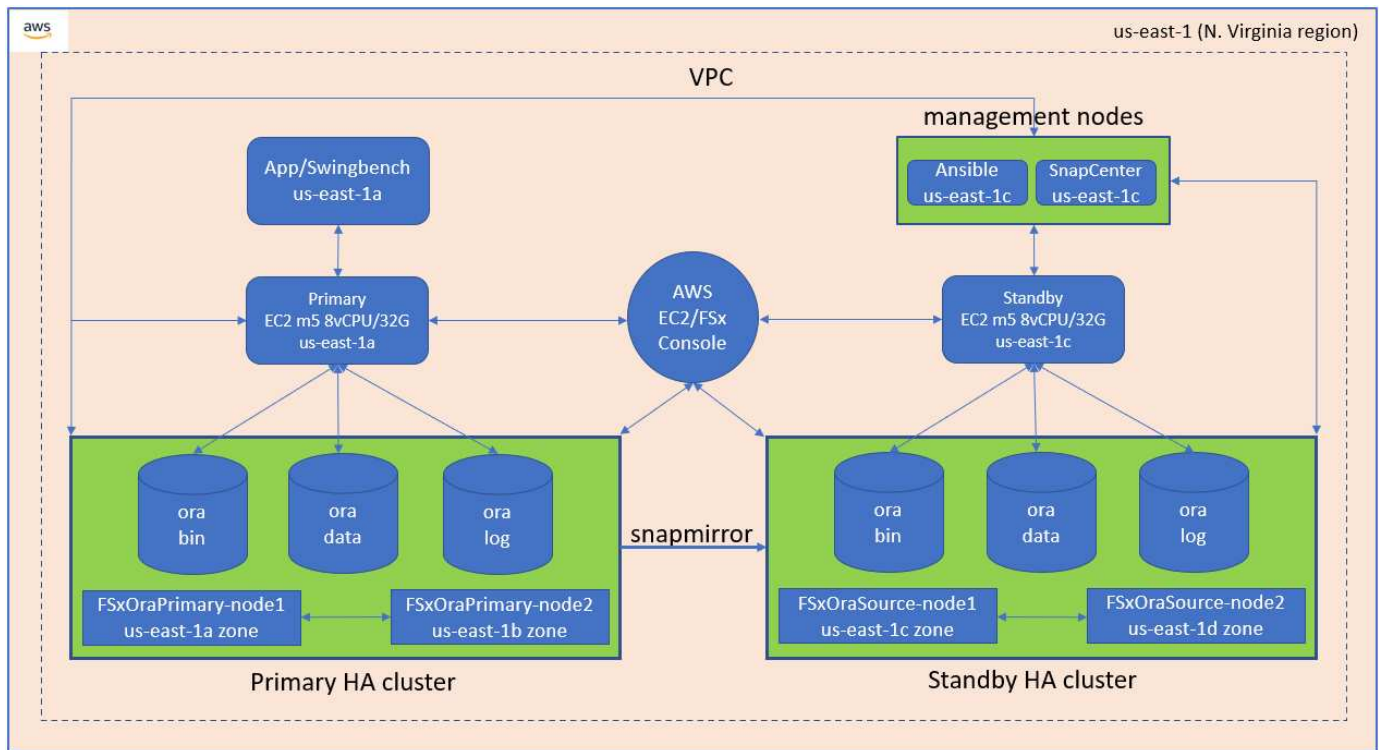 aws
us-east-1 (N. Virginia region)
VPC
management nodes
App/Swingbench
us-east-1a
Ansible
us-east-1c
SnapCenter
us-east-1c
Primary
EC2 m5 8vCPU/32G
us-east-1a
AWS
EC2/FSx
Console
Standby
EC2 m5 8vCPU/32G
us-east-1c
ora
bin
ora
data
ora
log
snapmirror
ora
bin
ora
data
ora
log
FSxOraPrimary-node1
us-east-1a zone
FSxOraPrimary-node2
us-east-1b zone
FSxOraSource-node1
us-east-1c zone
FSxOraSource-node2
us-east-1d zone
Primary HA cluster
Standby HA cluster